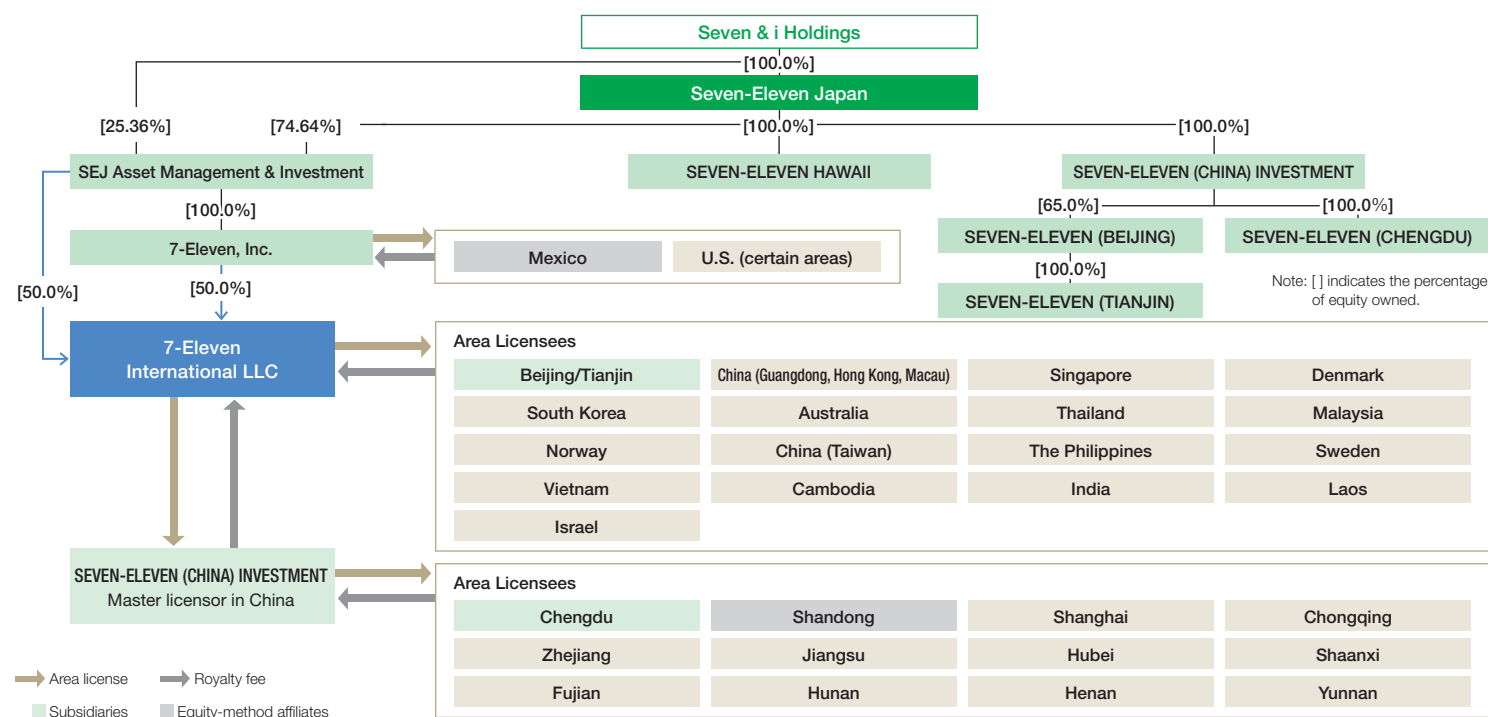 Seven & i Holdings
[100.0%]
Seven-Eleven Japan
[25.36%]
[74.64%]
[100.0%]
[100.0%]
SEJ Asset Management & Investment
SEVEN-ELEVEN HAWAII
SEVEN-ELEVEN (CHINA) INVESTMENT
[100.0%]
[65.0%]
[100.0%]
7-Eleven, Inc.
Mexico
U.S. (certain areas)
SEVEN-ELEVEN (BEIJING)
SEVEN-ELEVEN (CHENGDU)
[100.0%]
SEVEN-ELEVEN (TIANJIN)
Note: [ ] indicates the percentage
of equity owned.
[50.0%]
[50.0%]
7-Eleven
International LLC
Area Licensees
Beijing/Tianjin
China (Guangdong, Hong Kong, Macau)
Singapore
Denmark
South Korea
Australia
Thailand
Malaysia
Norway
China (Taiwan)
The Philippines
Sweden
Vietnam
Cambodia
India
Laos
Israel
SEVEN-ELEVEN (CHINA) INVESTMENT
Master licensor in China
Area Licensees
Chengdu
Shandong
Shanghai
Chongqing
Zhejiang
Jiangsu
Hubei
Shaanxi
Fujian
Hunan
Henan
Yunnan
Area license
Royalty fee
Subsidiaries
Equity-method affiliates